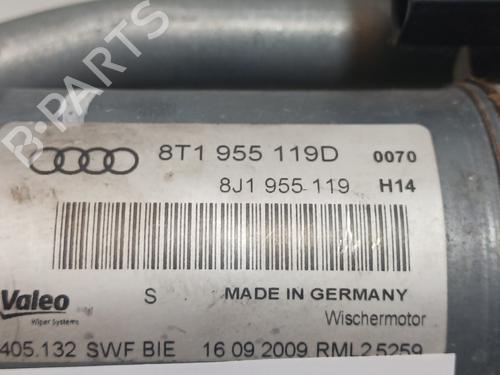 8T1 955 119D 0070
8J1 955 119 H14
B-PARTS
Valeo S MADE IN GERMANY
Wiper Systems Wischermotor
405.132 SWF BIE 16 09 2009 RML2 5259